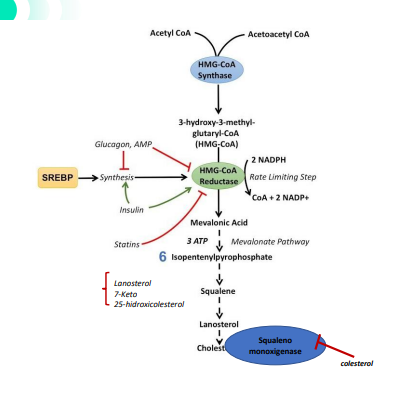 Acetyl CoA
Acetoacetyl CoA
HMG-CoA
Synthase
3-hydroxy-3-methyl-
glutaryl-CoA
(HMG-CoA)
Glucagon, AMP
2 NADPH
SREBP
Synthesis
HMG-CoA
Reductase
Rate Limiting Step
CoA + 2 NADP+
Insulin
Mevalonic Acid
Statins
3 ATP
Mevalonate Pathway
6 Isopentenylpyrophosphate
Lanosterol
7-Keto
25-hidroxicolesterol
Squalene
Lanosterol
Cholest
Squaleno
monoxigenase
colesterol